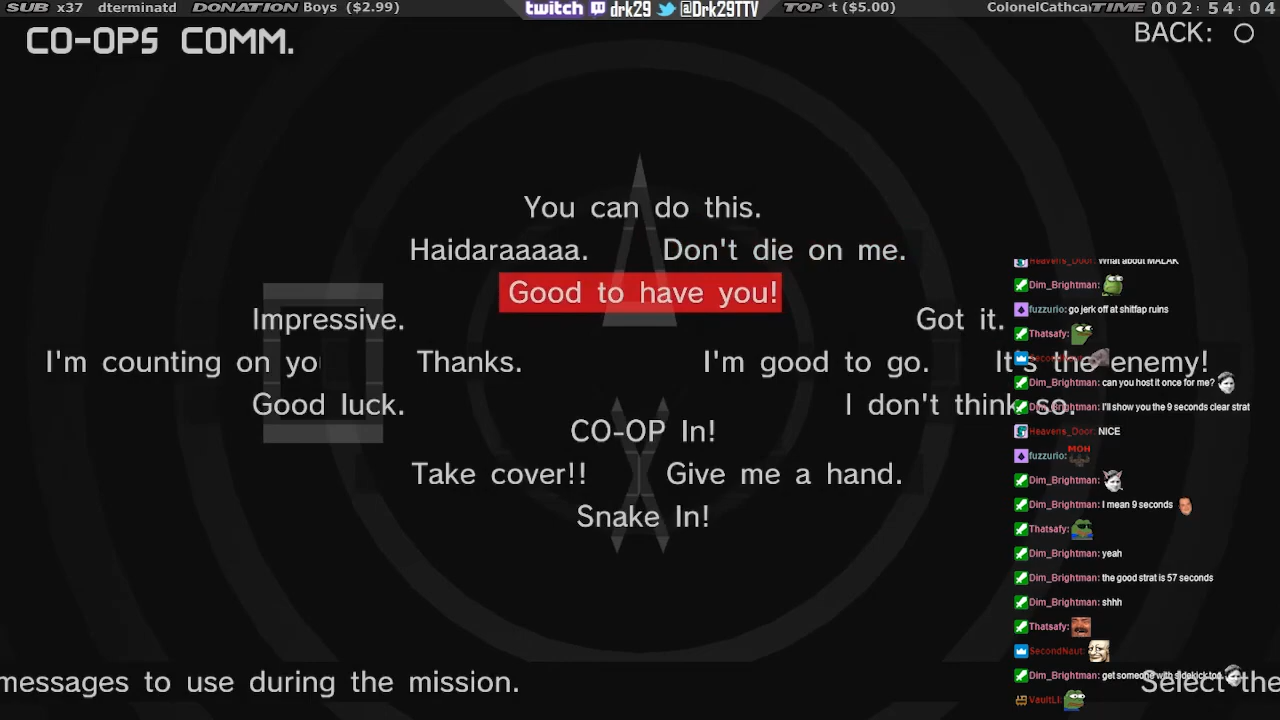 SUB x37 dterminatd DONATION Boys ($2.99) twitch drk29 @Drk29TTV TOP t ($5.00) ColonelCathcar TIME 002:54:04
CO-OPS COMM.
BACK:
You can do this.
Haidaraaaaa. Don't die on me.
Good to have you!
Impressive. Got it.
I'm counting on yo Thanks. I'm good to go. It's the enemy!
Good luck. I don't think so.
CO-OP In!
Take cover!! Give me a hand.
Snake In!
messages to use during the mission. Select the
Heavens_Door: What about MALAK
Dim_Brightman:
fuzzurio: go jerk off at shitfap ruins
Thatsafy:
SecondNaut:
Dim_Brightman: can you host it once for me?
Dim_Brightman: I'll show you the 9 seconds clear strat
Heavens_Door: NICE
fuzzurio: MOH
Dim_Brightman:
Dim_Brightman: I mean 9 seconds
Thatsafy:
Dim_Brightman: yeah
Dim_Brightman: the good strat is 57 seconds
Dim_Brightman: shhh
Thatsafy:
SecondNaut:
Dim_Brightman: get someone with sidekick too
VaultLi: